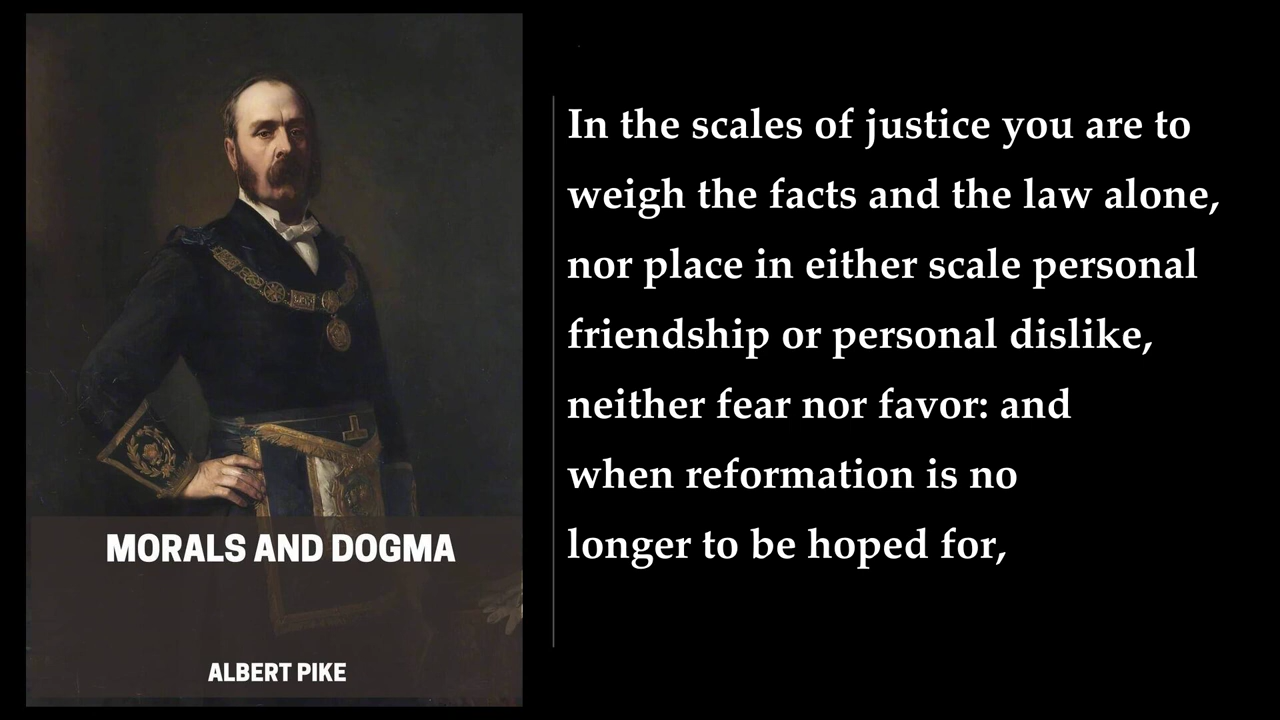 MORALS AND DOGMA
ALBERT PIKE
In the scales of justice you are to
weigh the facts and the law alone,
nor place in either scale personal
friendship or personal dislike,
neither fear nor favor: and
when reformation is no
longer to be hoped for,